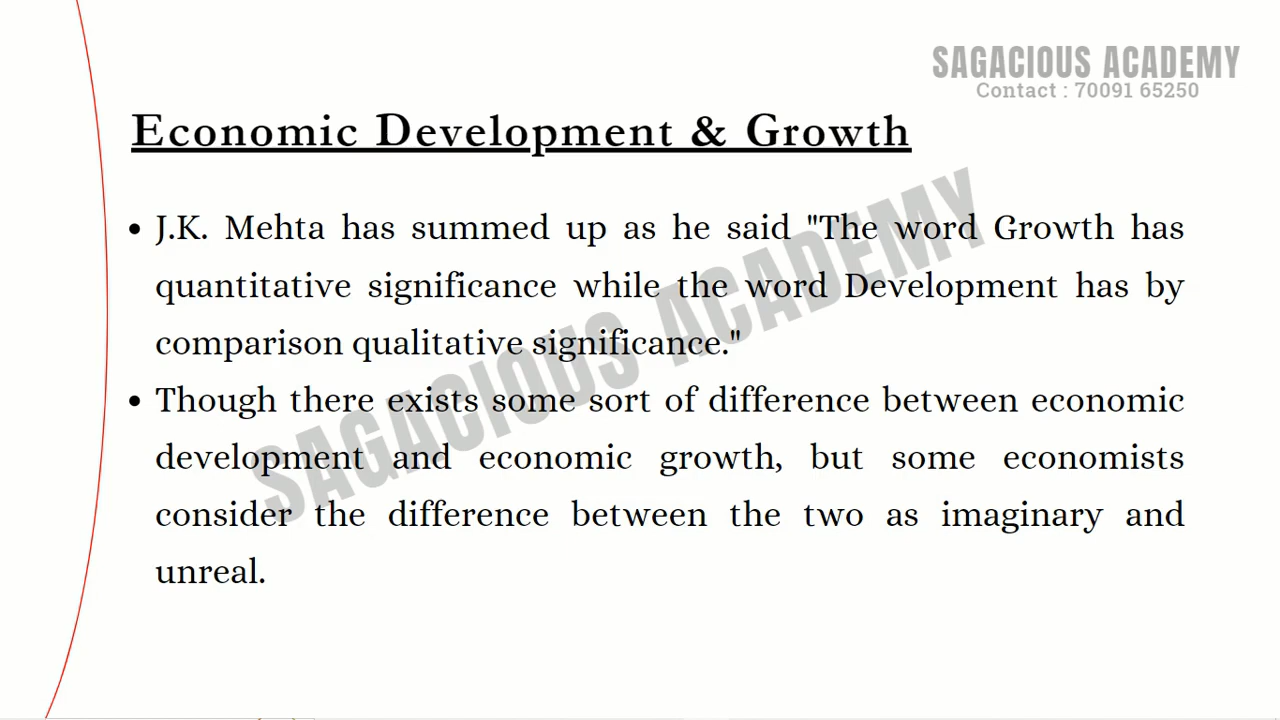 SAGACIOUS ACADEMY
Contact : 70091 65250
Economic Development & Growth
• J.K. Mehta has summed up as he said "The word Growth has
quantitative significance while the word Development has by
comparison qualitative significance."
• Though there exists some sort of difference between economic
development and economic growth, but some economists
consider the difference between the two as imaginary and
unreal.
SAGACIOUS ACADEMY